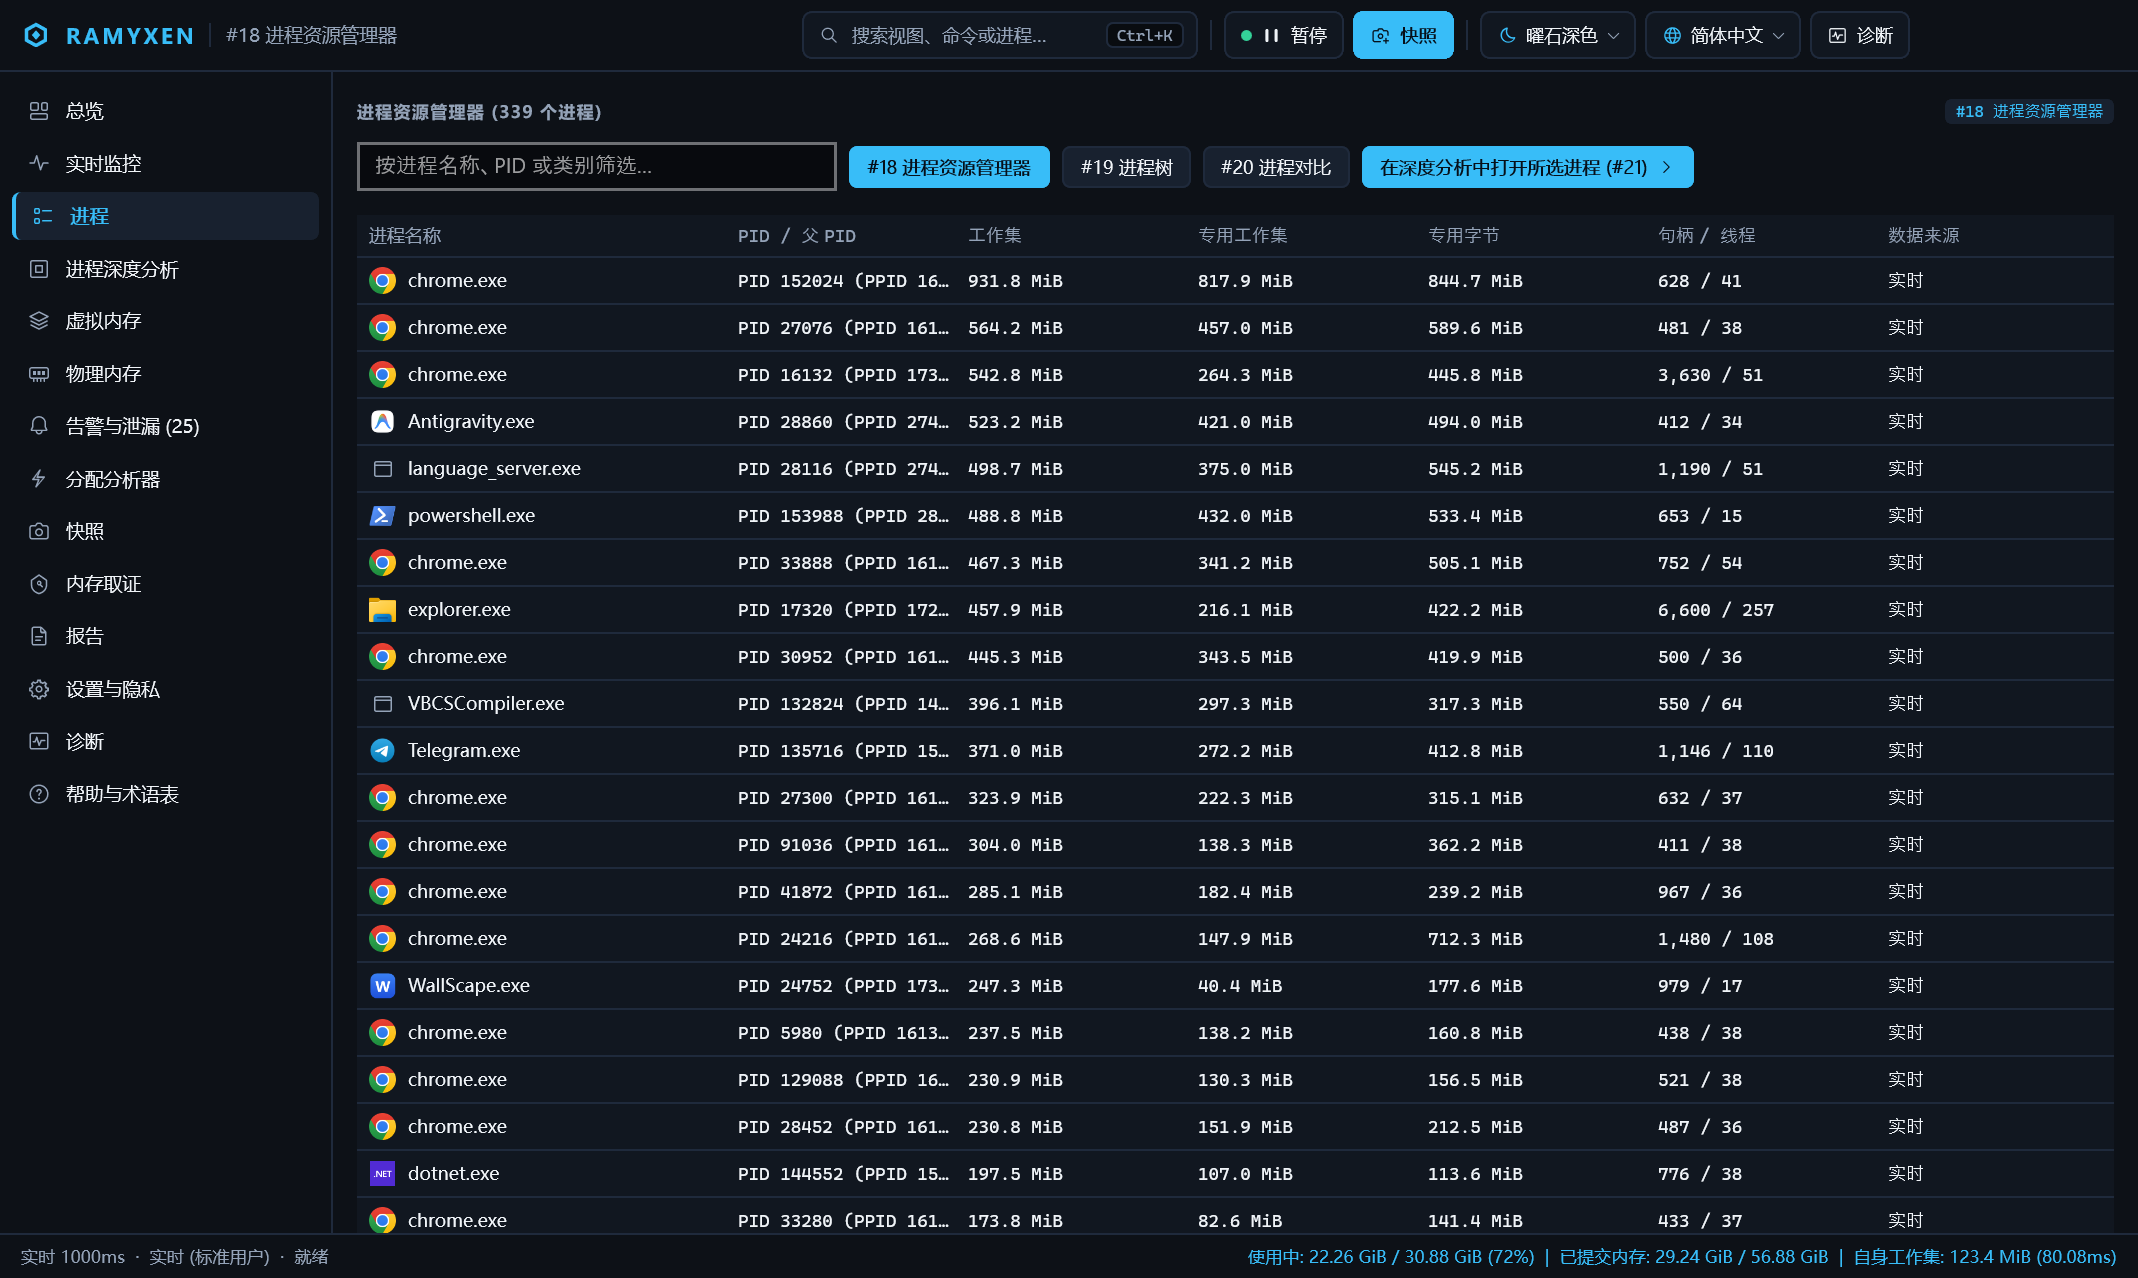 RAMYXEN #18 进程资源管理器 搜索视图、命令或进程... Ctrl+K 暂停 快照 曜石深色 简体中文 诊断
总览
实时监控
进程
进程深度分析
虚拟内存
物理内存
告警与泄漏 (25)
分配分析器
快照
内存取证
报告
设置与隐私
诊断
帮助与术语表
进程资源管理器 (339 个进程) #18 进程资源管理器
按进程名称、PID 或类别筛选... #18 进程资源管理器 #19 进程树 #20 进程对比 在深度分析中打开所选进程 (#21)
进程名称 PID / 父 PID 工作集 专用工作集 专用字节 句柄 / 线程 数据来源
chrome.exe PID 152024 (PPID 16... 931.8 MiB 817.9 MiB 844.7 MiB 628 / 41 实时
chrome.exe PID 27076 (PPID 161... 564.2 MiB 457.0 MiB 589.6 MiB 481 / 38 实时
chrome.exe PID 16132 (PPID 173... 542.8 MiB 264.3 MiB 445.8 MiB 3,630 / 51 实时
Antigravity.exe PID 28860 (PPID 274... 523.2 MiB 421.0 MiB 494.0 MiB 412 / 34 实时
language_server.exe PID 28116 (PPID 274... 498.7 MiB 375.0 MiB 545.2 MiB 1,190 / 51 实时
powershell.exe PID 153988 (PPID 28... 488.8 MiB 432.0 MiB 533.4 MiB 653 / 15 实时
chrome.exe PID 33888 (PPID 161... 467.3 MiB 341.2 MiB 505.1 MiB 752 / 54 实时
explorer.exe PID 17320 (PPID 172... 457.9 MiB 216.1 MiB 422.2 MiB 6,600 / 257 实时
chrome.exe PID 30952 (PPID 161... 445.3 MiB 343.5 MiB 419.9 MiB 500 / 36 实时
VBCSCompiler.exe PID 132824 (PPID 14... 396.1 MiB 297.3 MiB 317.3 MiB 550 / 64 实时
Telegram.exe PID 135716 (PPID 15... 371.0 MiB 272.2 MiB 412.8 MiB 1,146 / 110 实时
chrome.exe PID 27300 (PPID 161... 323.9 MiB 222.3 MiB 315.1 MiB 632 / 37 实时
chrome.exe PID 91036 (PPID 161... 304.0 MiB 138.3 MiB 362.2 MiB 411 / 38 实时
chrome.exe PID 41872 (PPID 161... 285.1 MiB 182.4 MiB 239.2 MiB 967 / 36 实时
chrome.exe PID 24216 (PPID 161... 268.6 MiB 147.9 MiB 712.3 MiB 1,480 / 108 实时
W WallScape.exe PID 24752 (PPID 173... 247.3 MiB 40.4 MiB 177.6 MiB 979 / 17 实时
chrome.exe PID 5980 (PPID 1613... 237.5 MiB 138.2 MiB 160.8 MiB 438 / 38 实时
chrome.exe PID 129088 (PPID 16... 230.9 MiB 130.3 MiB 156.5 MiB 521 / 38 实时
chrome.exe PID 28452 (PPID 161... 230.8 MiB 151.9 MiB 212.5 MiB 487 / 36 实时
.NET dotnet.exe PID 144552 (PPID 15... 197.5 MiB 107.0 MiB 113.6 MiB 776 / 38 实时
chrome.exe PID 33280 (PPID 161... 173.8 MiB 82.6 MiB 141.4 MiB 433 / 37 实时
实时 1000ms · 实时 (标准用户) · 就绪 使用中: 22.26 GiB / 30.88 GiB (72%) | 已提交内存: 29.24 GiB / 56.88 GiB | 自身工作集: 123.4 MiB (80.08ms)